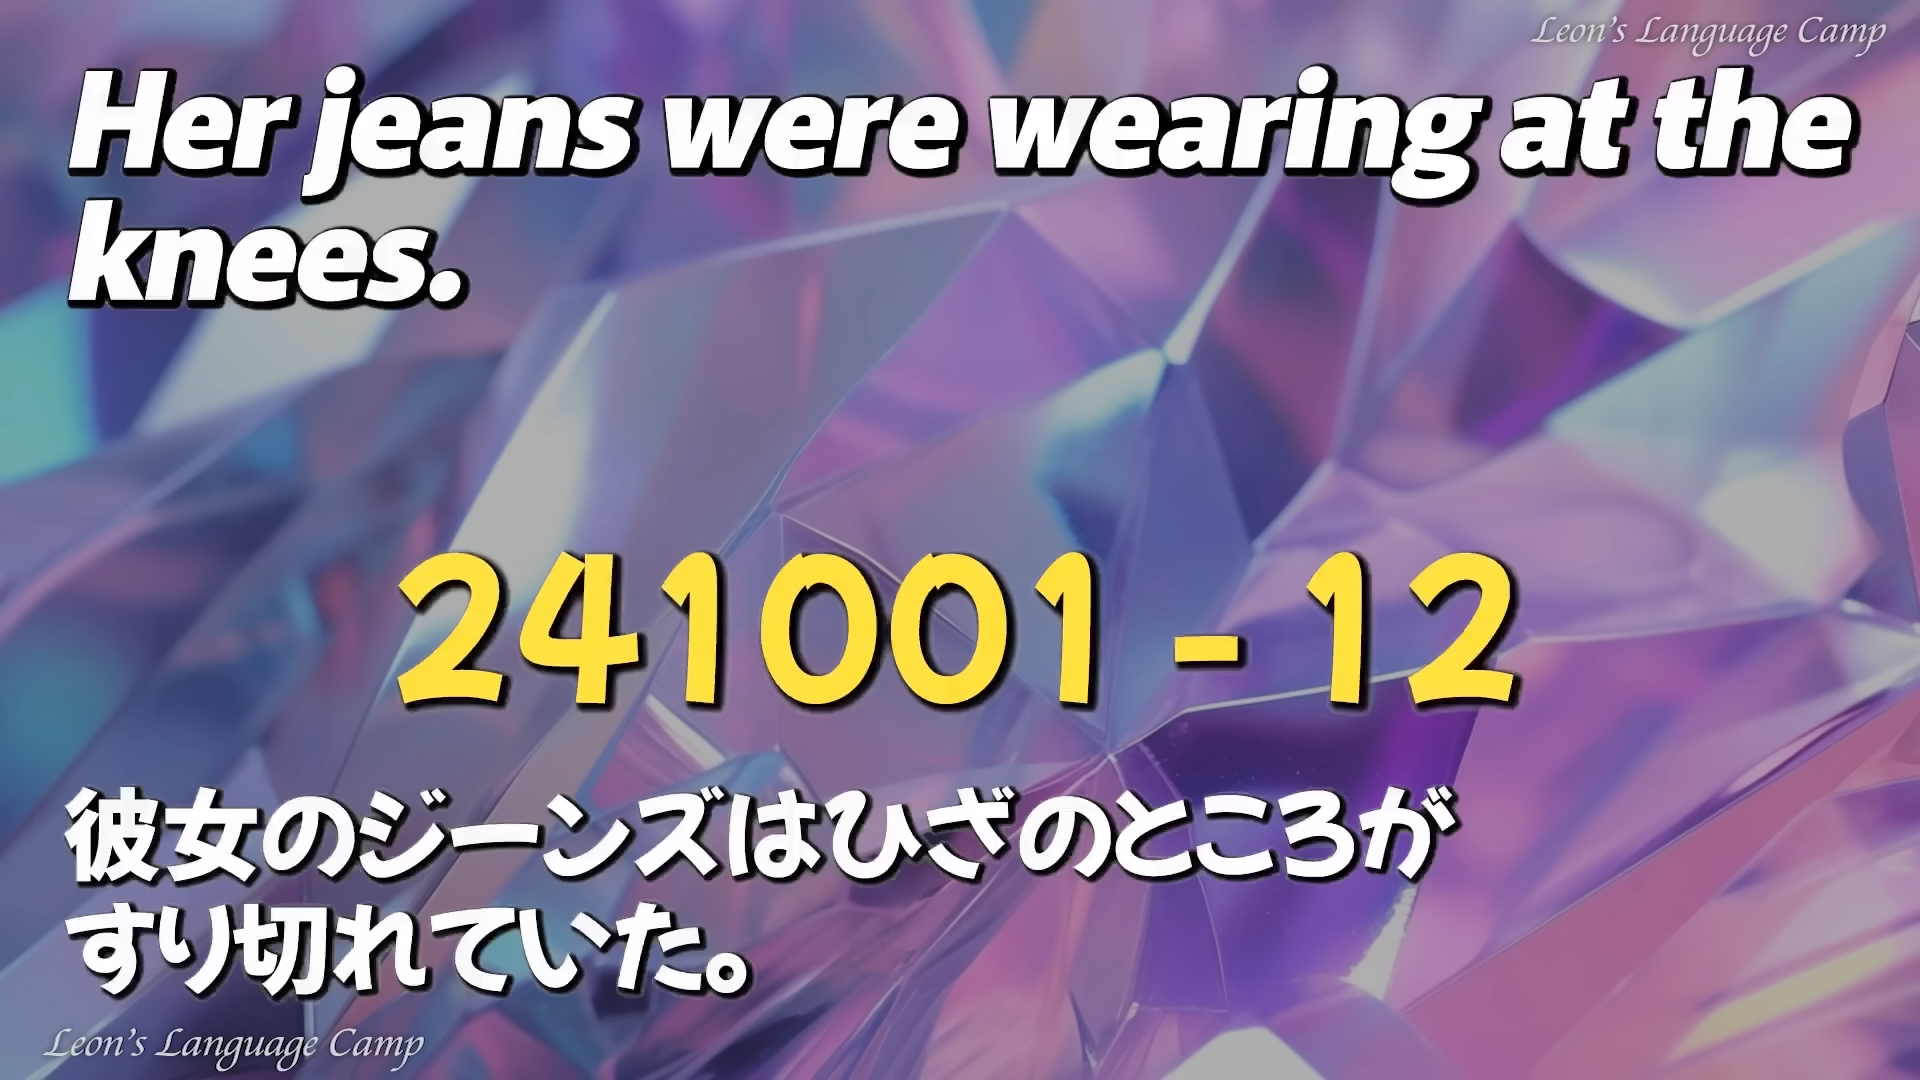 Leon's Language Camp
Her jeans were wearing at the
knees.
241001-12
彼女のジーンズはひざのところが
すり切れていた。
Leon's Language Camp